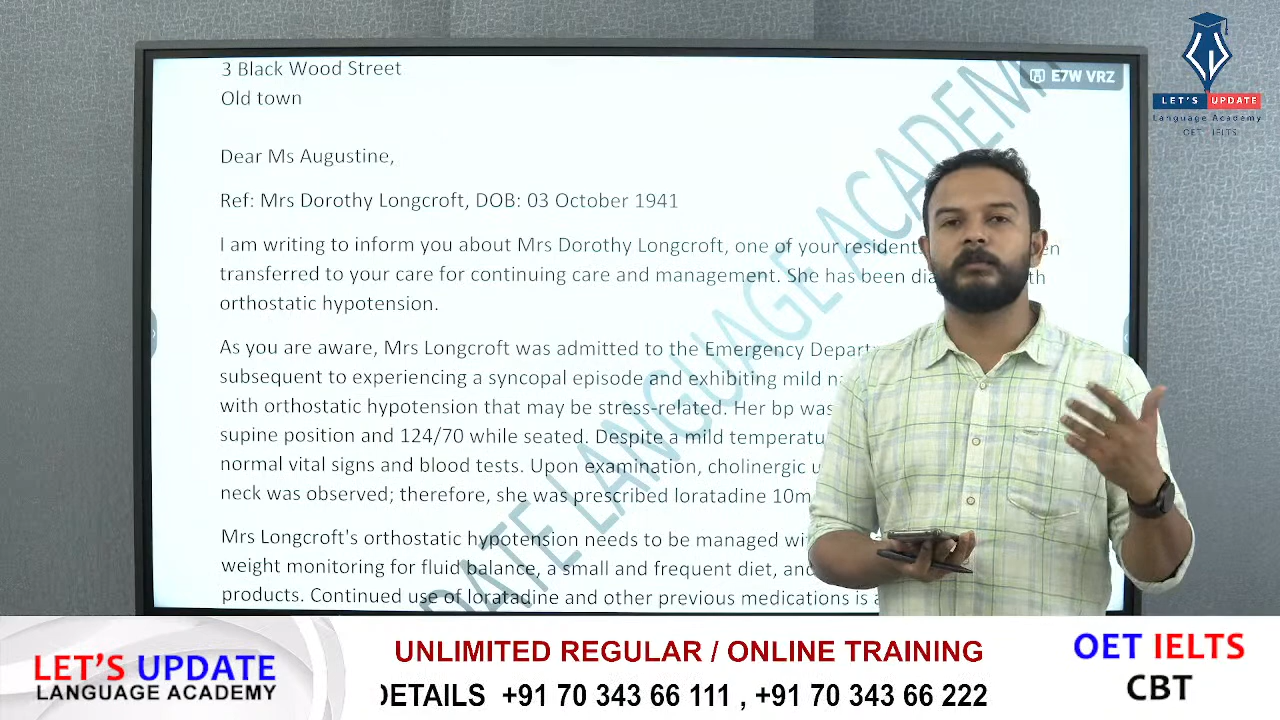 3 Black Wood Street
Old town
E7W VRZ
LET'S UPDATE
Language Academy
OET IELTS
Dear Ms Augustine,
Ref: Mrs Dorothy Longcroft, DOB: 03 October 1941
I am writing to inform you about Mrs Dorothy Longcroft, one of your residents
transferred to your care for continuing care and management. She has been
orthostatic hypotension.
As you are aware, Mrs Longcroft was admitted to the Emergency
subsequent to experiencing a syncopal episode and exhibiting mild
with orthostatic hypotension that may be stress-related. Her bp was
supine position and 124/70 while seated. Despite a mild
normal vital signs and blood tests. Upon examination, cholinergic
neck was observed; therefore, she was prescribed loratadine
Mrs Longcroft's orthostatic hypotension needs to be managed
weight monitoring for fluid balance, a small and frequent diet,
products. Continued use of loratadine and other previous medications is
LANGUAGE ACADEMY
LET'S UPDATE
LANGUAGE ACADEMY
UNLIMITED REGULAR / ONLINE TRAINING
DETAILS +91 70 343 66 111 , +91 70 343 66 222
OET IELTS
CBT